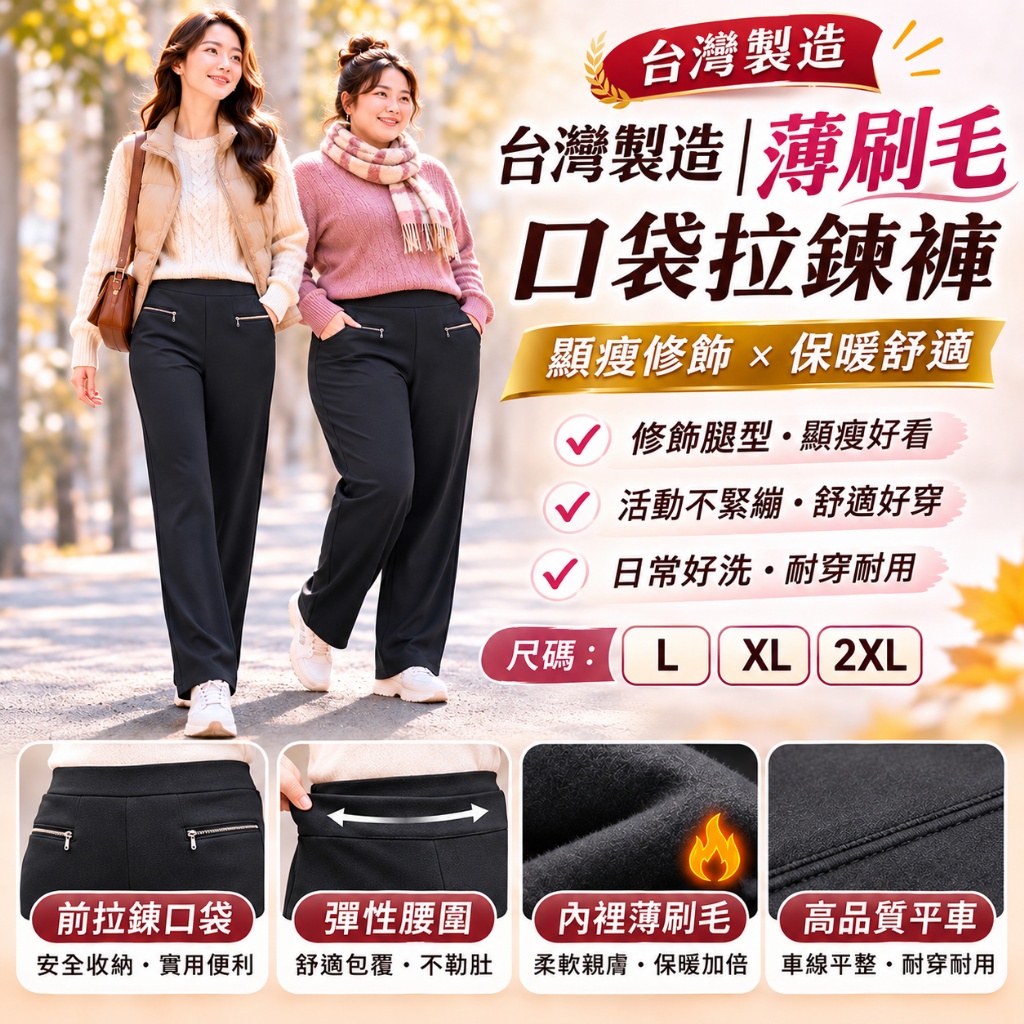 台灣製造
台灣製造|薄刷毛
口袋拉鍊褲
顯瘦修飾 × 保暖舒適
修飾腿型・顯瘦好看
活動不緊繃・舒適好穿
日常好洗・耐穿耐用
尺碼： L XL 2XL
前拉鍊口袋
安全收納・實用便利
彈性腰圍
舒適包覆・不勒肚
內裡薄刷毛
柔軟親膚・保暖加倍
高品質平車
車線平整・耐穿耐用